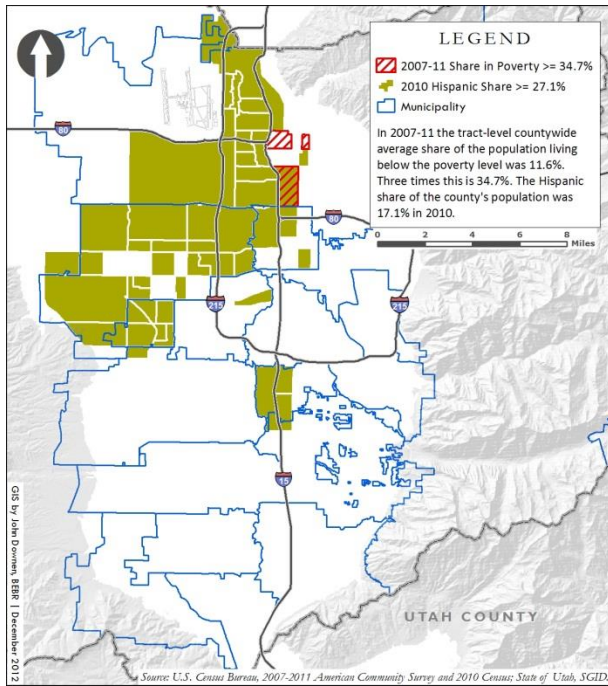 LEGEND
2007-11 Share in Poverty >= 34.7%
2010 Hispanic Share >= 27.1%
Municipality
In 2007-11 the tract-level countywide
average share of the population living
below the poverty level was 11.6%.
Three times this is 34.7%. The Hispanic
share of the county's population was
17.1% in 2010.
0 2 4 6 8
Miles
80
80
215
215
15
UTAH COUNTY
GIS by John Downen, BEBR | December 2012
Source: U.S. Census Bureau, 2007-2011 American Community Survey and 2010 Census; State of Utah, SGID.